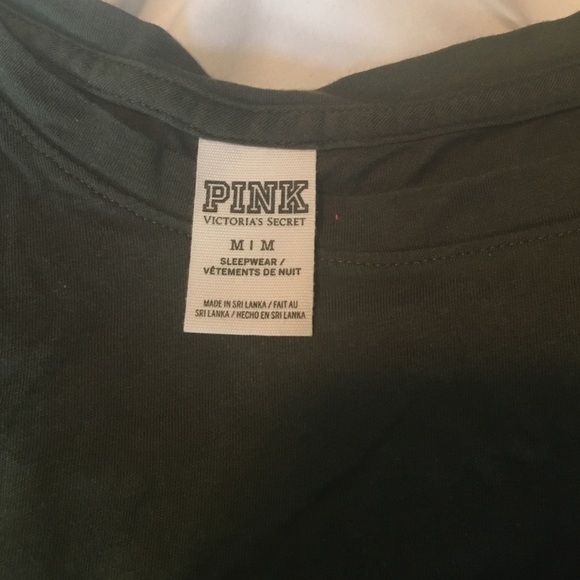 PINK
VICTORIA'S SECRET
M | M
SLEEPWEAR /
VÊTEMENTS DE NUIT
MADE IN SRI LANKA / FAIT AU
SRI LANKA / HECHO EN SRI LANKA